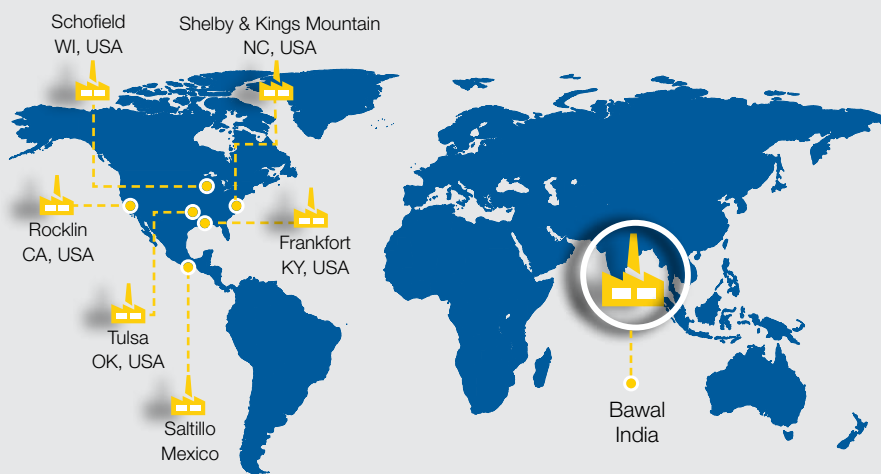 Schofield
WI, USA
Shelby & Kings Mountain
NC, USA
Rocklin
CA, USA
Frankfort
KY, USA
Tulsa
OK, USA
Saltillo
Mexico
Bawal
India